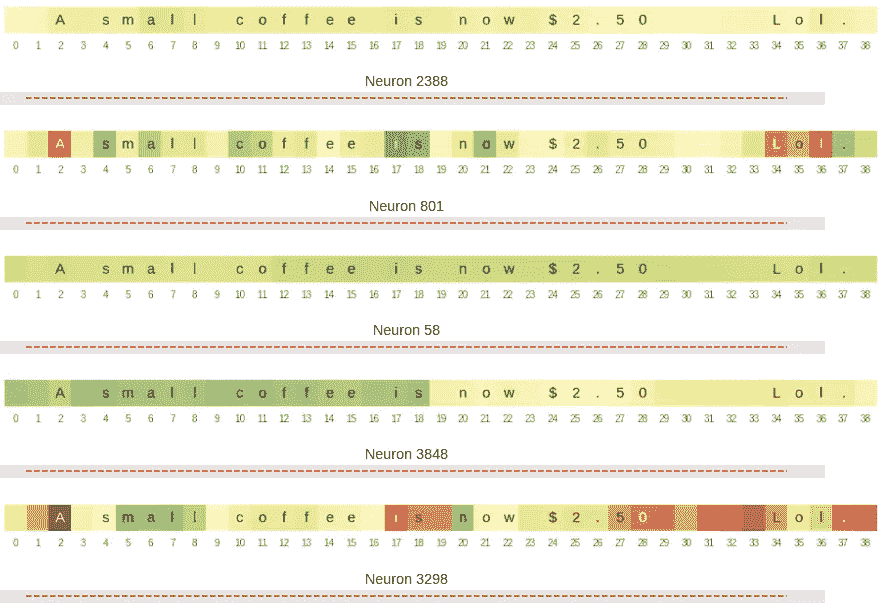 A small coffee is now $2.50 Lol.
0 1 2 3 4 5 6 7 8 9 10 11 12 13 14 15 16 17 18 19 20 21 22 23 24 25 26 27 28 29 30 31 32 33 34 35 36 37 38
Neuron 2388
A small coffee is now $2.50 Lol.
0 1 2 3 4 5 6 7 8 9 10 11 12 13 14 15 16 17 18 19 20 21 22 23 24 25 26 27 28 29 30 31 32 33 34 35 36 37 38
Neuron 801
A small coffee is now $2.50 Lol.
0 1 2 3 4 5 6 7 8 9 10 11 12 13 14 15 16 17 18 19 20 21 22 23 24 25 26 27 28 29 30 31 32 33 34 35 36 37 38
Neuron 58
A small coffee is now $2.50 Lol.
0 1 2 3 4 5 6 7 8 9 10 11 12 13 14 15 16 17 18 19 20 21 22 23 24 25 26 27 28 29 30 31 32 33 34 35 36 37 38
Neuron 3848
A small coffee is now $2.50 Lol.
0 1 2 3 4 5 6 7 8 9 10 11 12 13 14 15 16 17 18 19 20 21 22 23 24 25 26 27 28 29 30 31 32 33 34 35 36 37 38
Neuron 3298